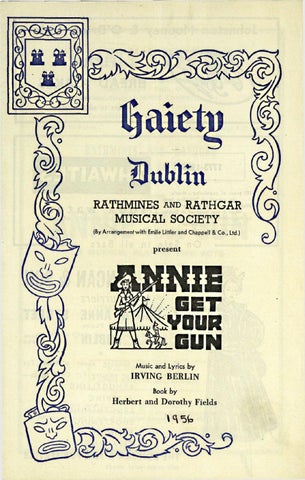 Gaiety
Dublin
RATHMINES AND RATHGAR
MUSICAL SOCIETY
(By Arrangement with Emile Littler and Chappell & Co., Ltd.)
present
ANNIE
GET
YOUR
GUN
Music and Lyrics by
IRVING BERLIN
Book by
Herbert and Dorothy Fields
1956